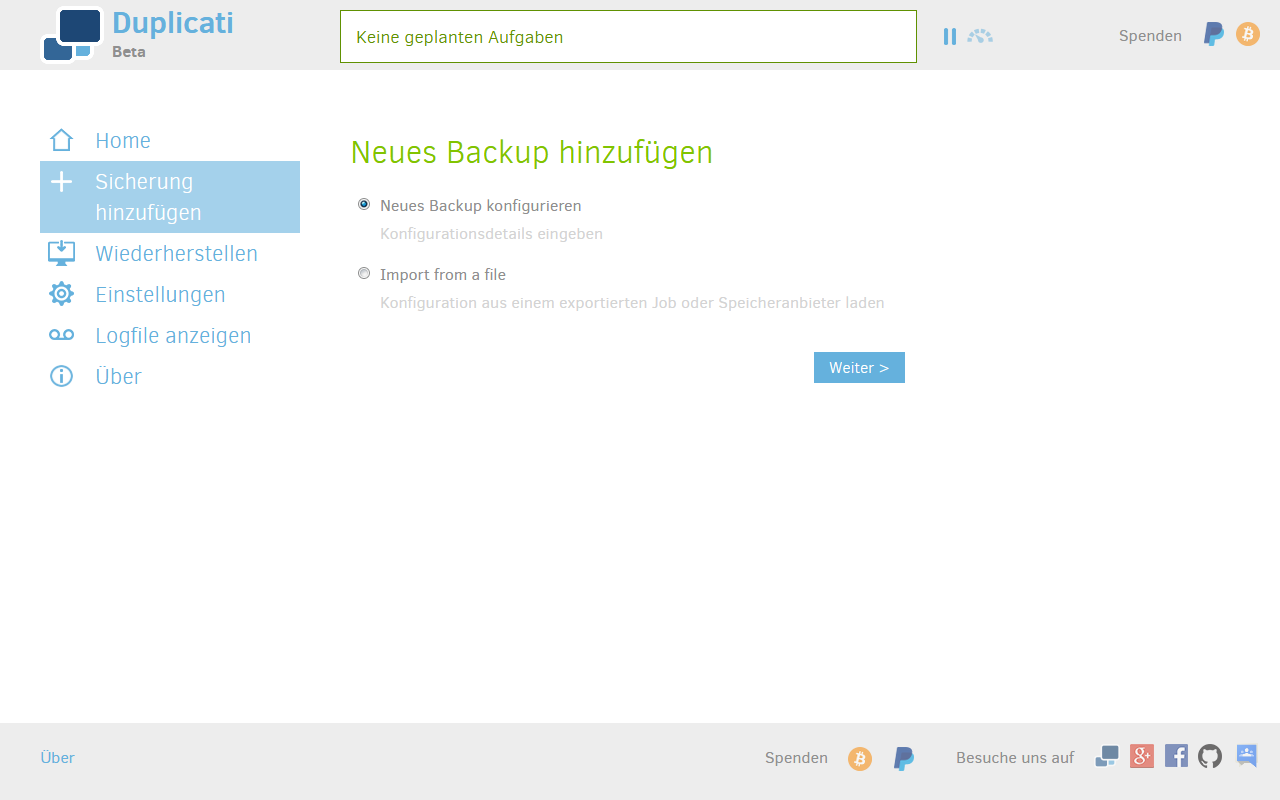 Duplicati
Beta
Keine geplanten Aufgaben
Spenden
Home
Sicherung
hinzufügen
Wiederherstellen
Einstellungen
Logfile anzeigen
Über
Neues Backup hinzufügen
Neues Backup konfigurieren
Konfigurationsdetails eingeben
Import from a file
Konfiguration aus einem exportierten Job oder Speicheranbieter laden
Weiter >
Über
Spenden
Besuche uns auf